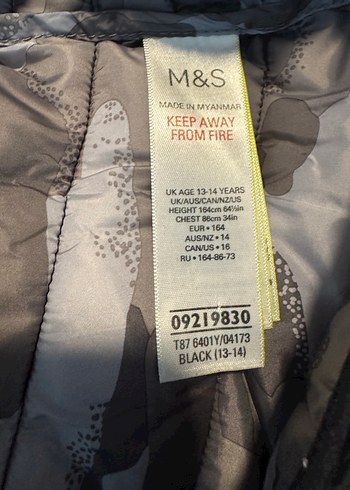 M&S
MADE IN MYANMAR
KEEP AWAY
FROM FIRE
UK AGE 13-14 YEARS
UK/AUS/CAN/NZ/US
HEIGHT 164cm 64½in
CHEST 86cm 34in
EUR • 164
AUS/NZ • 14
CAN/US • 16
RU • 164-86-73
09219830
T87 6401Y/04173
BLACK (13-14)